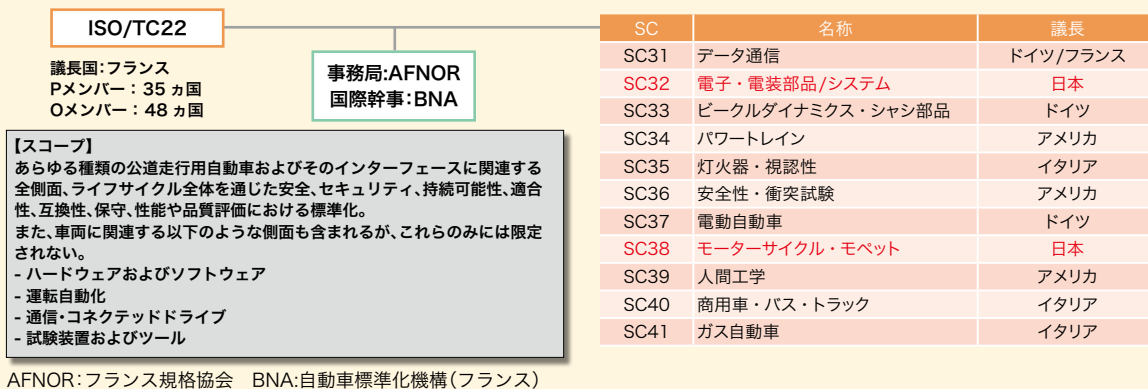 ISO/TC22
議長国:フランス
Pメンバー：35 ヵ国
Oメンバー：48 ヵ国
事務局:AFNOR
国際幹事:BNA
【スコープ】
あらゆる種類の公道走行用自動車およびそのインターフェースに関連する
全側面、ライフサイクル全体を通じた安全、セキュリティ、持続可能性、適合
性、互換性、保守、性能や品質評価における標準化。
また、車両に関連する以下のような側面も含まれるが、これらのみには限定
されない。
- ハードウェアおよびソフトウェア
- 運転自動化
- 通信・コネクテッドドライブ
- 試験装置およびツール
SC 名称 議長
SC31 データ通信 ドイツ/フランス
SC32 電子・電装部品/システム 日本
SC33 ビークルダイナミクス・シャシ部品 ドイツ
SC34 パワートレイン アメリカ
SC35 灯火器・視認性 イタリア
SC36 安全性・衝突試験 アメリカ
SC37 電動自動車 ドイツ
SC38 モーターサイクル・モペット 日本
SC39 人間工学 アメリカ
SC40 商用車・バス・トラック イタリア
SC41 ガス自動車 イタリア
AFNOR：フランス規格協会　BNA:自動車標準化機構（フランス）